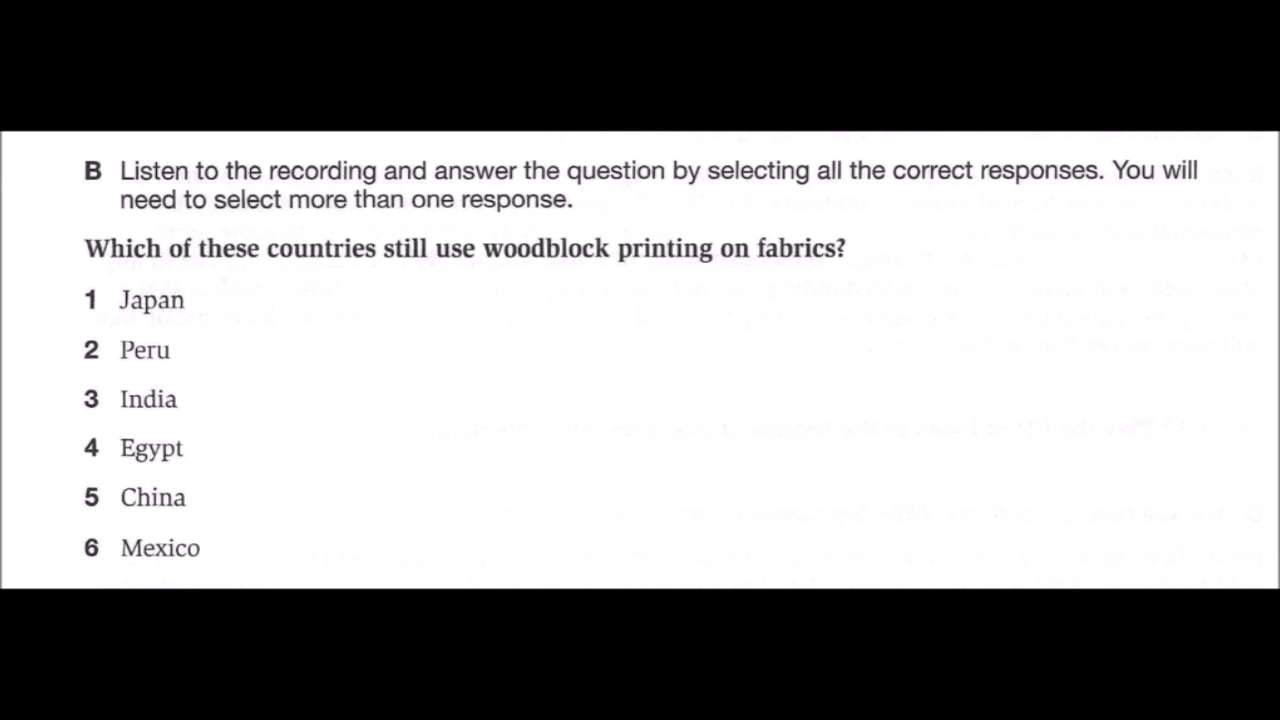 B Listen to the recording and answer the question by selecting all the correct responses. You will
need to select more than one response.
Which of these countries still use woodblock printing on fabrics?
1 Japan
2 Peru
3 India
4 Egypt
5 China
6 Mexico